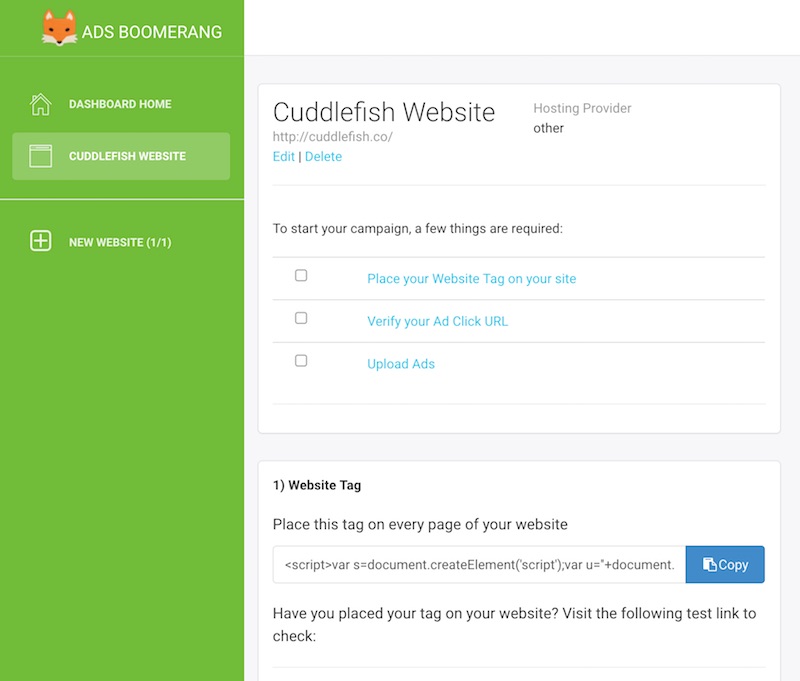 ADS BOOMERANG
DASHBOARD HOME
CUDDLEFISH WEBSITE
NEW WEBSITE (1/1)
Cuddlefish Website
http://cuddlefish.co/
Edit | Delete
Hosting Provider
other
To start your campaign, a few things are required:
Place your Website Tag on your site
Verify your Ad Click URL
Upload Ads
1) Website Tag
Place this tag on every page of your website
<script>var s=document.createElement('script');var u=''+document.
Copy
Have you placed your tag on your website? Visit the following test link to
check: